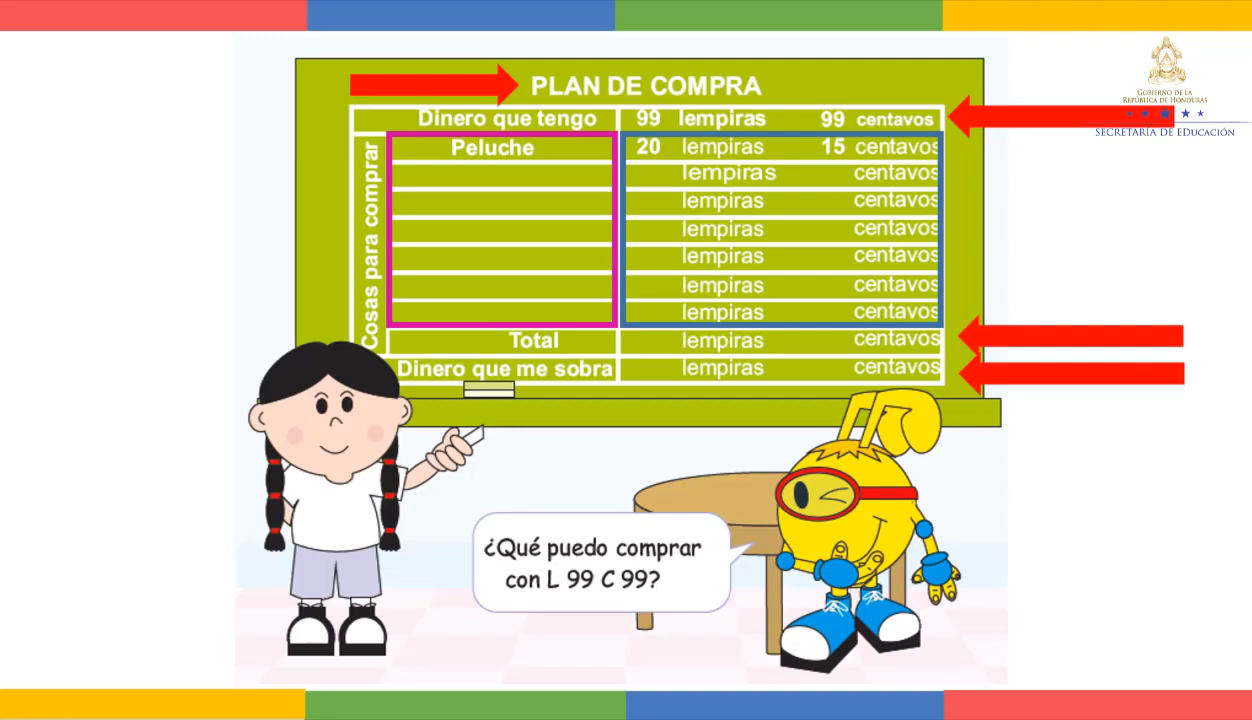 GOBIERNO DE LA
REPÚBLICA DE HONDURAS
SECRETARÍA DE EDUCACIÓN
PLAN DE COMPRA
Dinero que tengo 99 lempiras 99 centavos
Cosas para comprar
Peluche 20 lempiras 15 centavos
lempiras centavos
lempiras centavos
lempiras centavos
lempiras centavos
lempiras centavos
lempiras centavos
Total lempiras centavos
Dinero que me sobra lempiras centavos
¿Qué puedo comprar
con L 99 C 99?